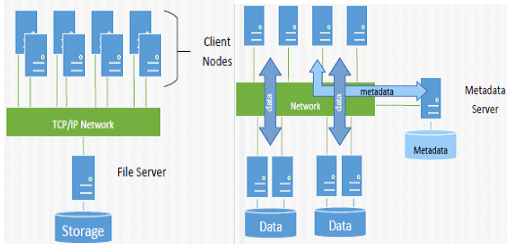 Client
Nodes
TCP/IP Network
File Server
Storage
data
data
metadata
Network
Metadata
Server
Metadata
Data
Data